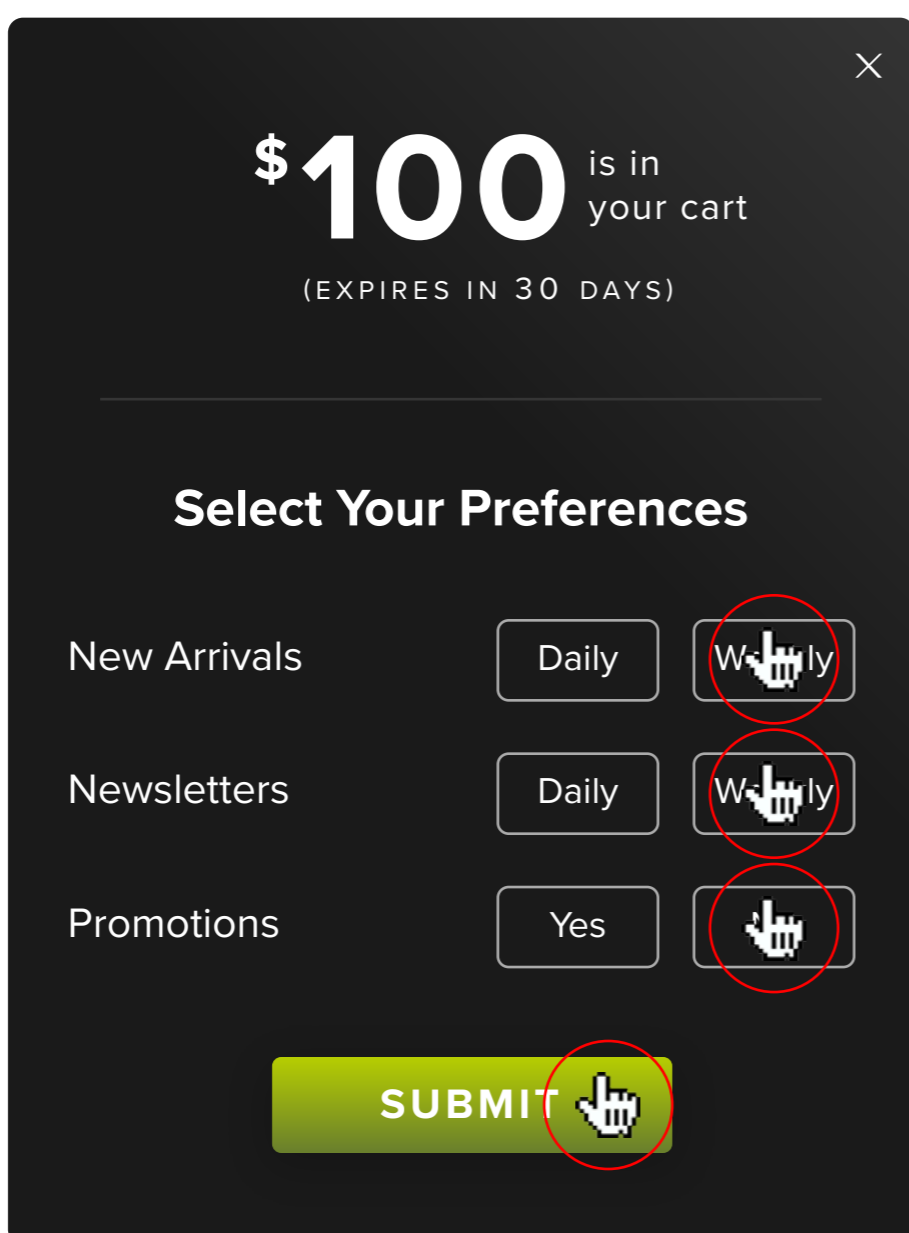 $100 is in
your cart
(EXPIRES IN 30 DAYS)
Select Your Preferences
New Arrivals Daily
Newsletters Daily
Promotions Yes
SUBMIT